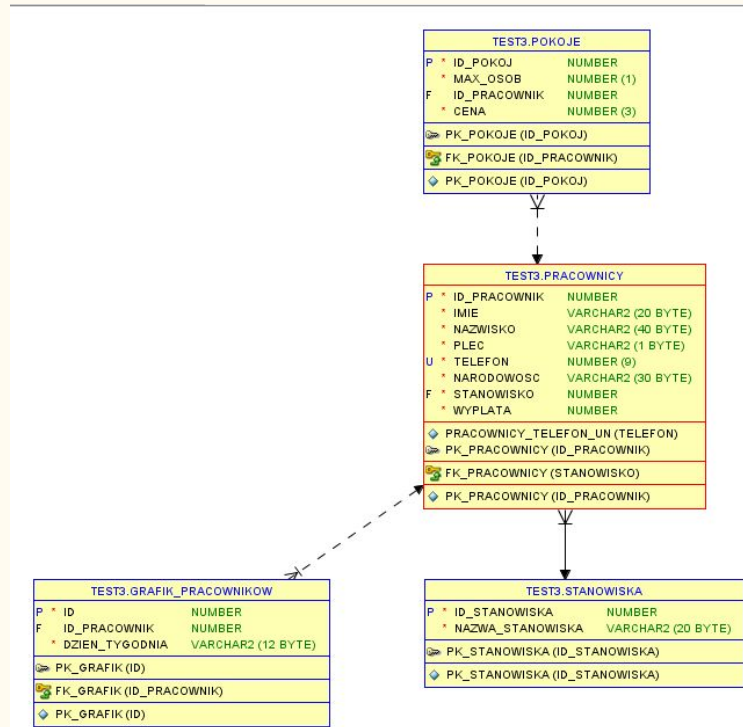 TEST3.POKOJE
P * ID_POKOJ NUMBER
* MAX_OSOB NUMBER (1)
F ID_PRACOWNIK NUMBER
* CENA NUMBER (3)
PK_POKOJE (ID_POKOJ)
FK_POKOJE (ID_PRACOWNIK)
PK_POKOJE (ID_POKOJ)
TEST3.PRACOWNICY
P * ID_PRACOWNIK NUMBER
* IMIE VARCHAR2 (20 BYTE)
* NAZWISKO VARCHAR2 (40 BYTE)
* PLEC VARCHAR2 (1 BYTE)
U * TELEFON NUMBER (9)
* NARODOWOSC VARCHAR2 (30 BYTE)
F * STANOWISKO NUMBER
* WYPLATA NUMBER
PRACOWNICY_TELEFON_UN (TELEFON)
PK_PRACOWNICY (ID_PRACOWNIK)
FK_PRACOWNICY (STANOWISKO)
PK_PRACOWNICY (ID_PRACOWNIK)
TEST3.GRAFIK_PRACOWNIKOW
P * ID NUMBER
F ID_PRACOWNIK NUMBER
* DZIEN_TYGODNIA VARCHAR2 (12 BYTE)
PK_GRAFIK (ID)
FK_GRAFIK (ID_PRACOWNIK)
PK_GRAFIK (ID)
TEST3.STANOWISKA
P * ID_STANOWISKA NUMBER
* NAZWA_STANOWISKA VARCHAR2 (20 BYTE)
PK_STANOWISKA (ID_STANOWISKA)
PK_STANOWISKA (ID_STANOWISKA)